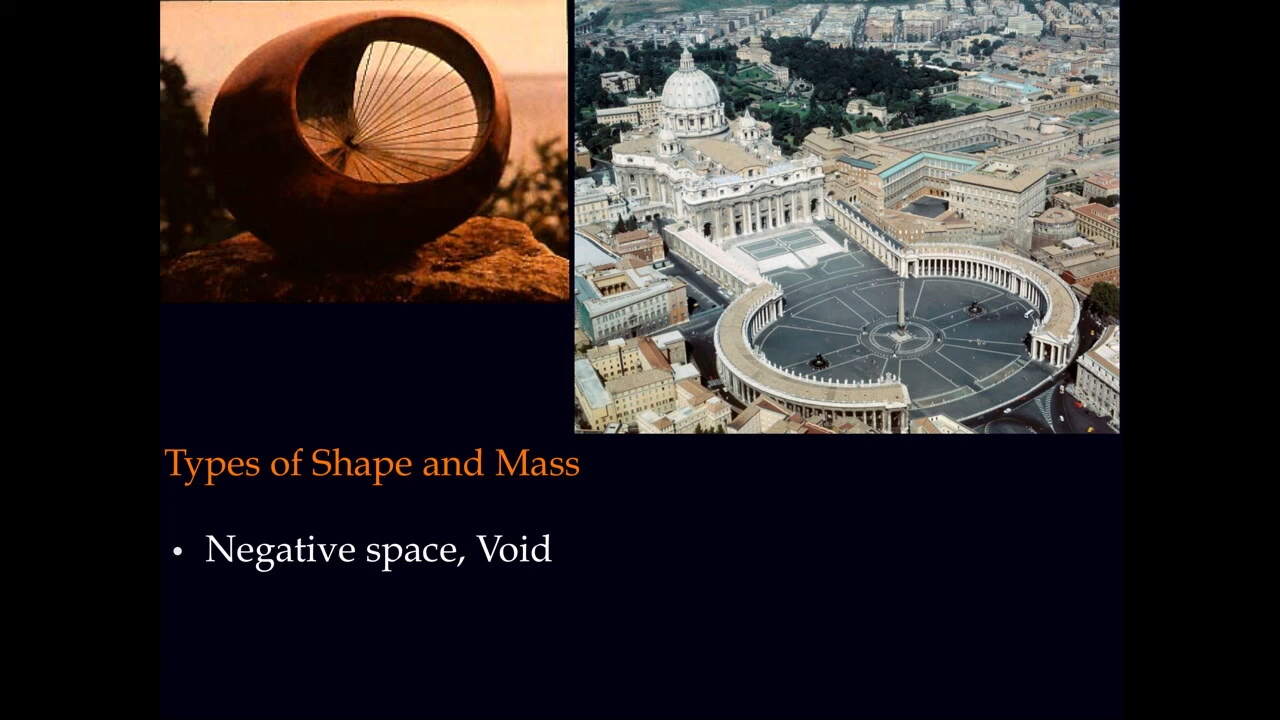 Types of Shape and Mass
• Negative space, Void